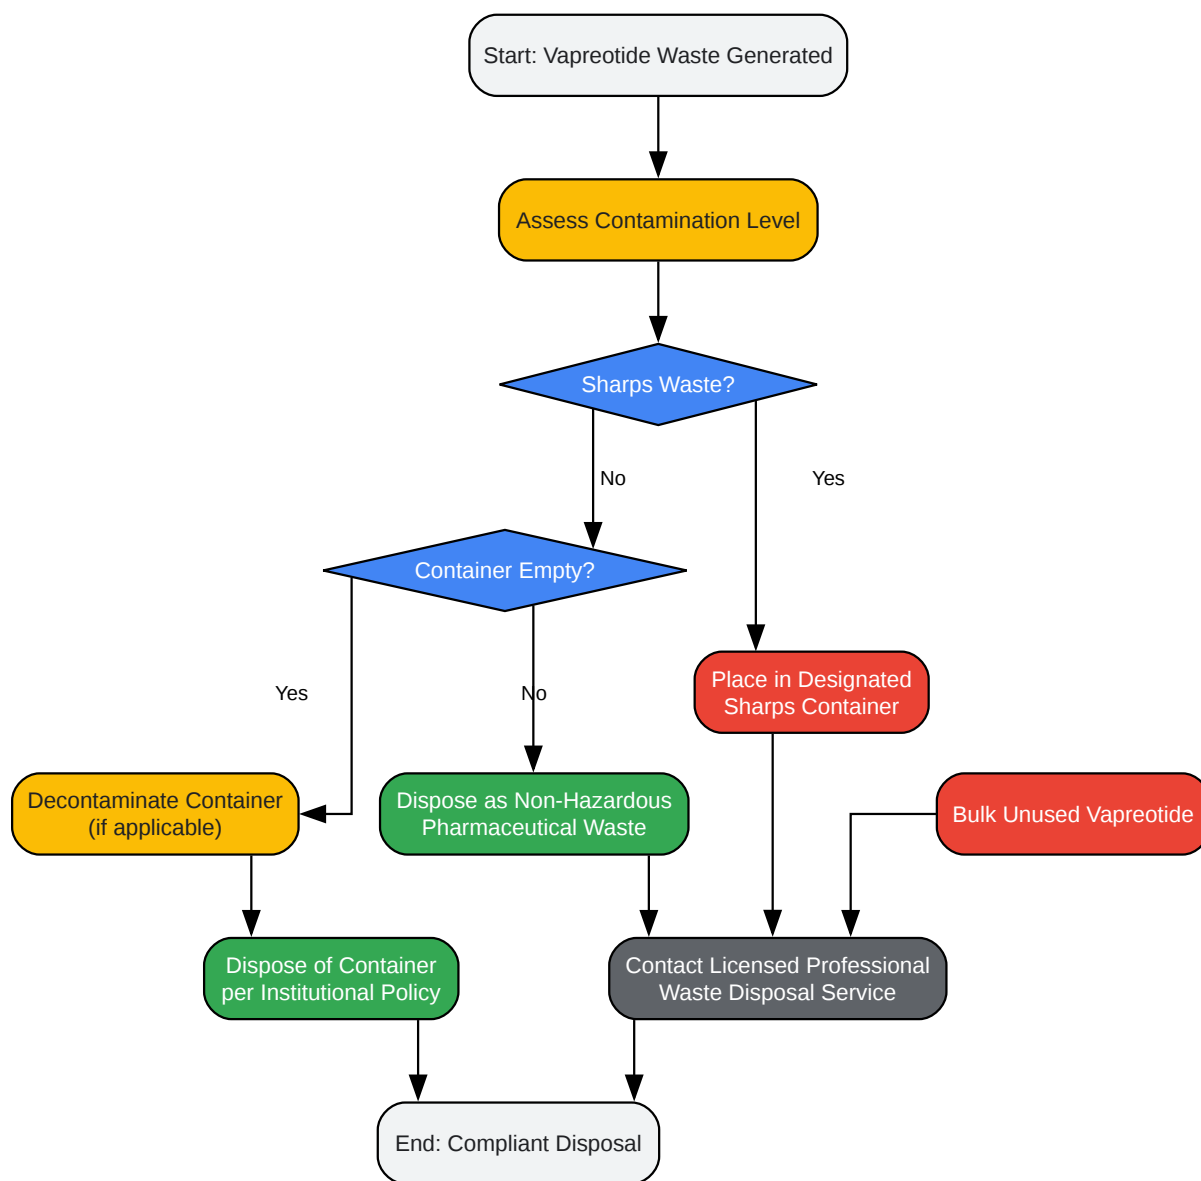 Start: Vapreotide Waste Generated
Assess Contamination Level
Sharps Waste?
No
Yes
Container Empty?
Yes
No
Place in Designated
Sharps Container
Decontaminate Container
(if applicable)
Dispose as Non-Hazardous
Pharmaceutical Waste
Bulk Unused Vapreotide
Dispose of Container
per Institutional Policy
Contact Licensed Professional
Waste Disposal Service
End: Compliant Disposal